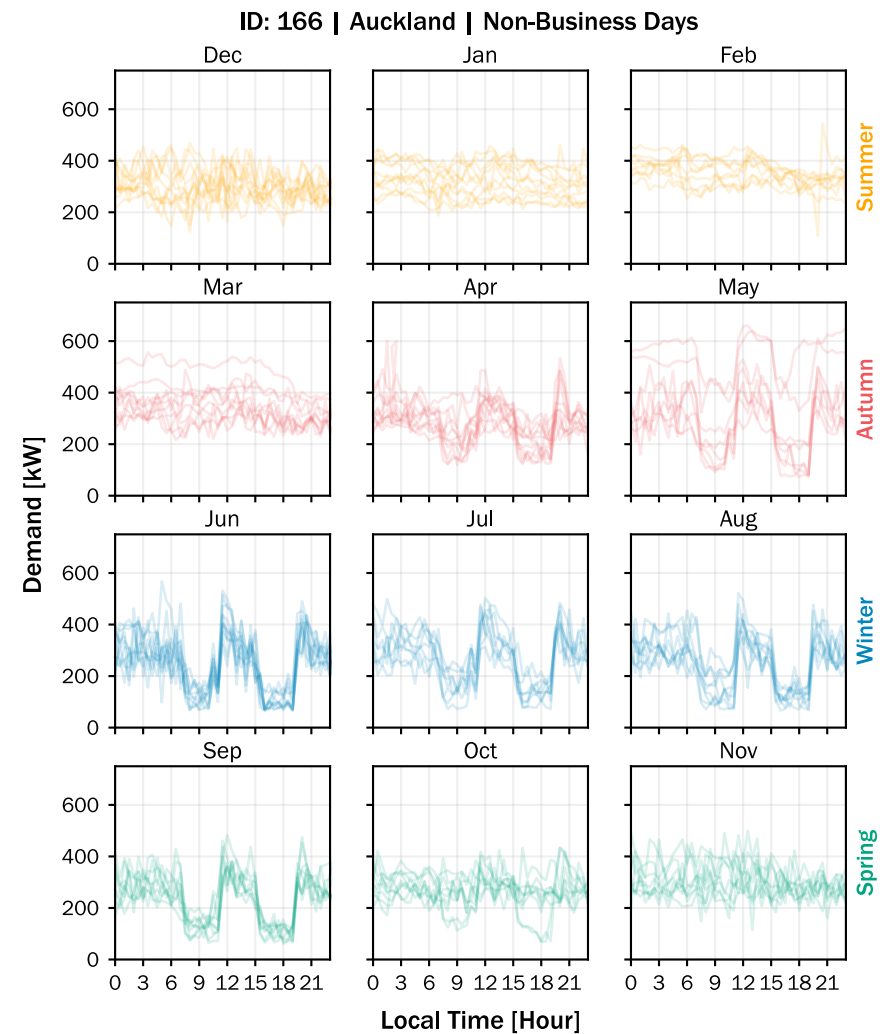 ID: 166 | Auckland | Non-Business Days
Dec Jan Feb
600
400
200
0
Summer
Mar Apr May
600
400
200
0
Autumn
Demand [kW]
Jun Jul Aug
600
400
200
0
Winter
Sep Oct Nov
600
400
200
0
Spring
0 3 6 9 12 15 18 21 0 3 6 9 12 15 18 21 0 3 6 9 12 15 18 21
Local Time [Hour]